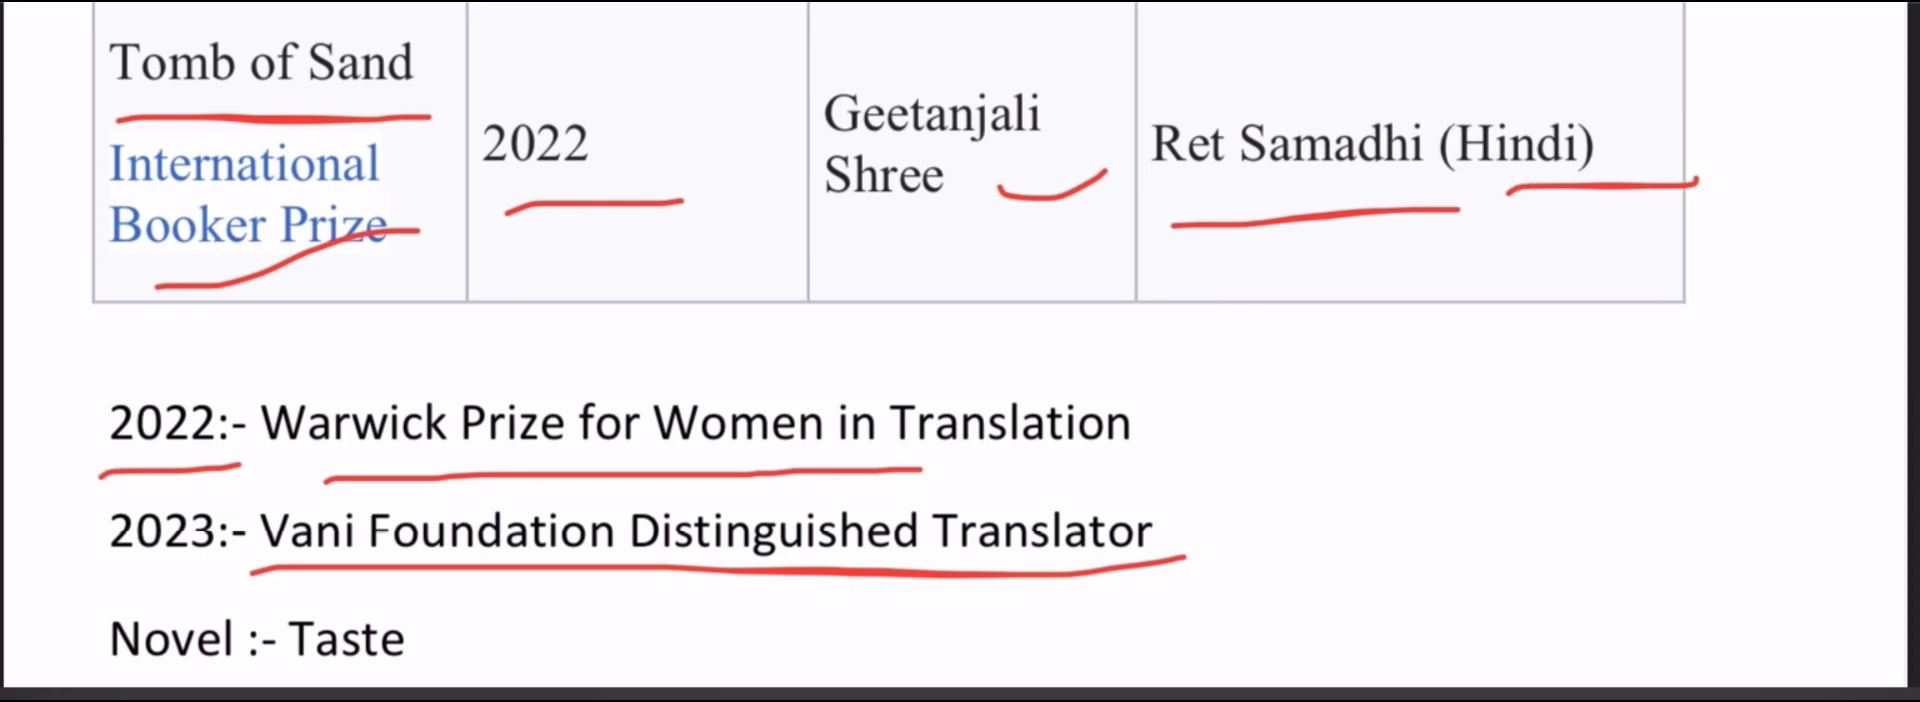 Tomb of Sand
International
Booker Prize
2022
Geetanjali
Shree
Ret Samadhi (Hindi)
2022:- Warwick Prize for Women in Translation
2023:- Vani Foundation Distinguished Translator
Novel :- Taste